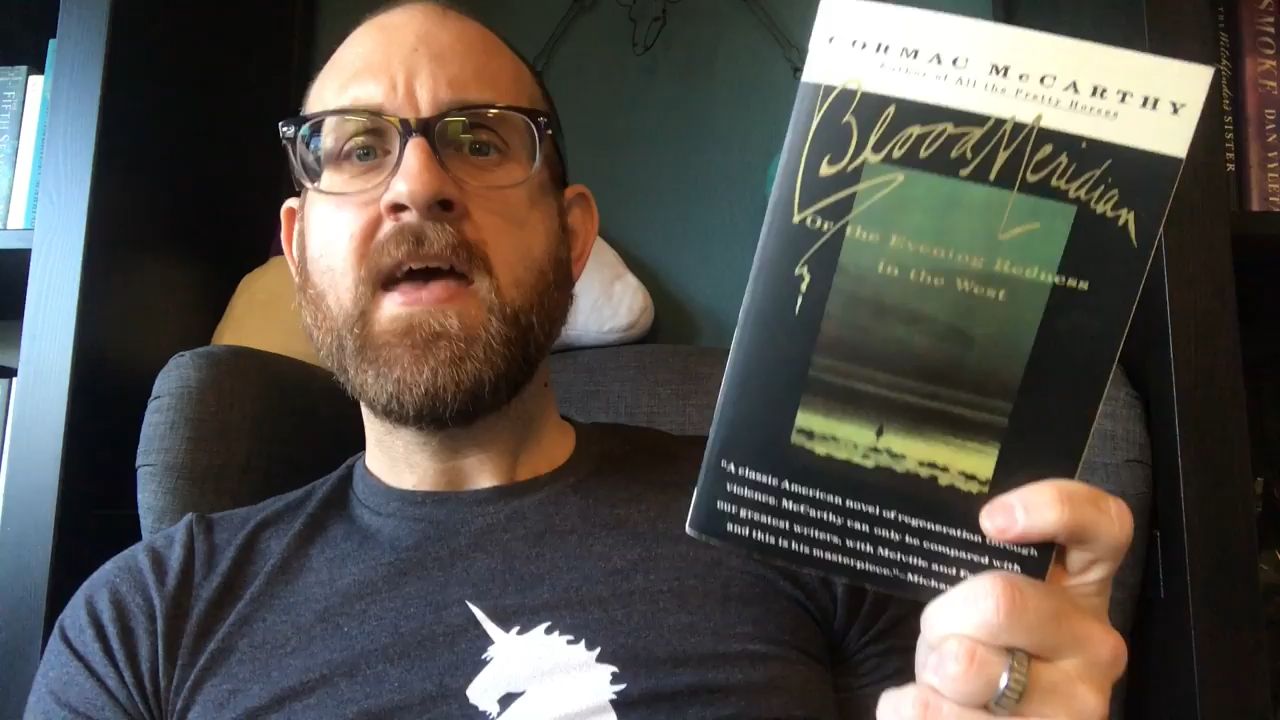 CORMAC McCARTHY
Author of All the Pretty Horses
Blood Meridian
Or the Evening Redness
in the West
"A classic American novel of regeneration through
violence. McCarthy can only be compared with
our greatest writers, with Melville and
and this is his masterpiece."—Micha
FIFTH
SMOKE
DAN
SISTER